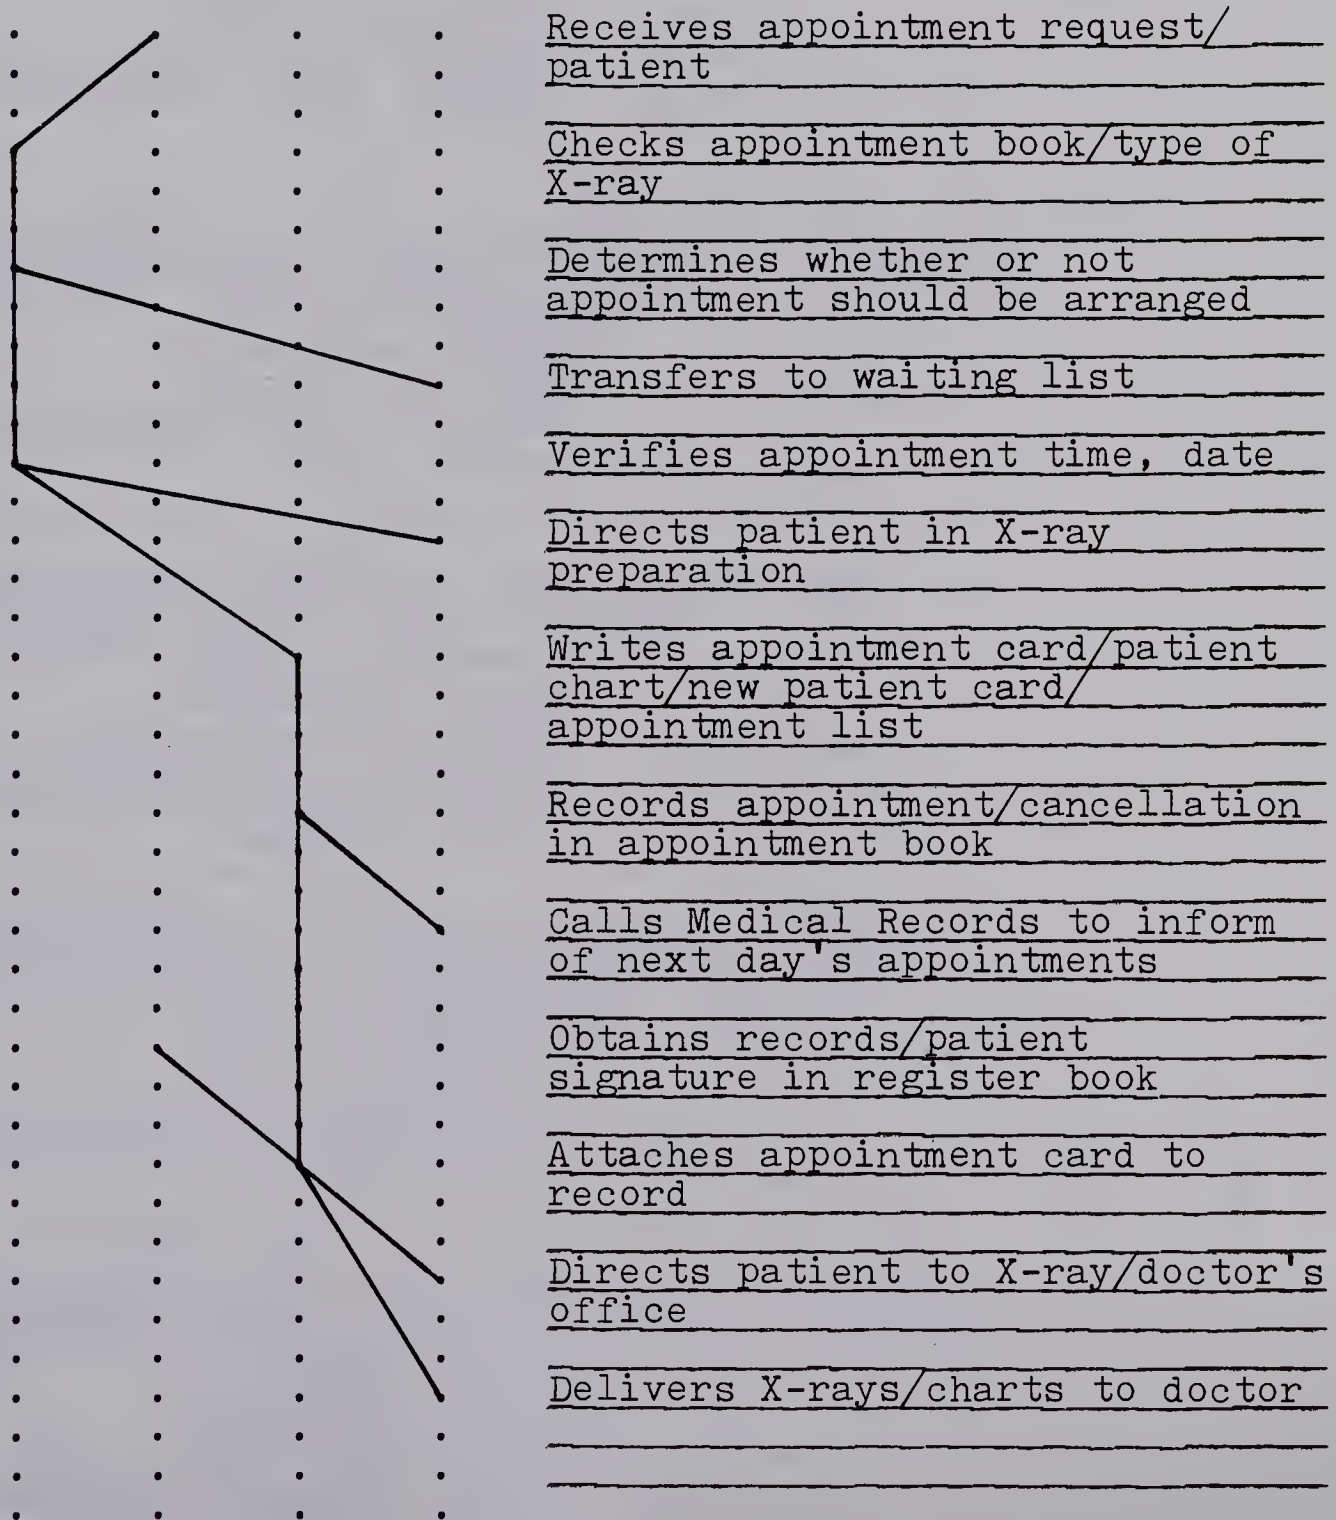 Receives appointment request/
patient
Checks appointment book/type of
X-ray
Determines whether or not
appointment should be arranged
Transfers to waiting list
Verifies appointment time, date
Directs patient in X-ray
preparation
Writes appointment card/patient
chart/new patient card/
appointment list
Records appointment/cancellation
in appointment book
Calls Medical Records to inform
of next day's appointments
Obtains records/patient
signature in register book
Attaches appointment card to
record
Directs patient to X-ray/doctor's
office
Delivers X-rays/charts to doctor